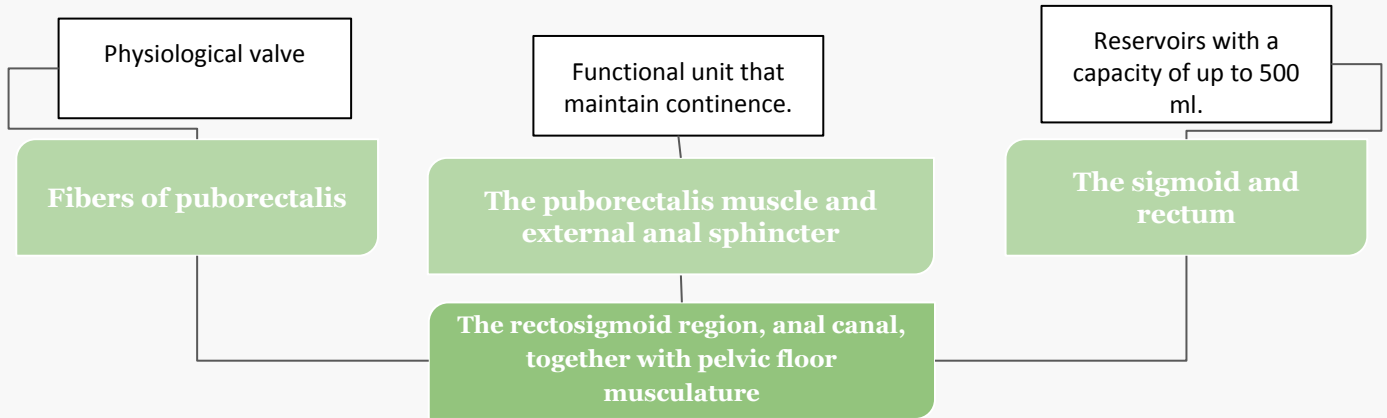 Physiological valve
Functional unit that
maintain continence.
Reservoirs with a
capacity of up to 500
ml.
Fibers of puborectalis
The puborectalis muscle and
external anal sphincter
The sigmoid and
rectum
The rectosigmoid region, anal canal,
together with pelvic floor
musculature